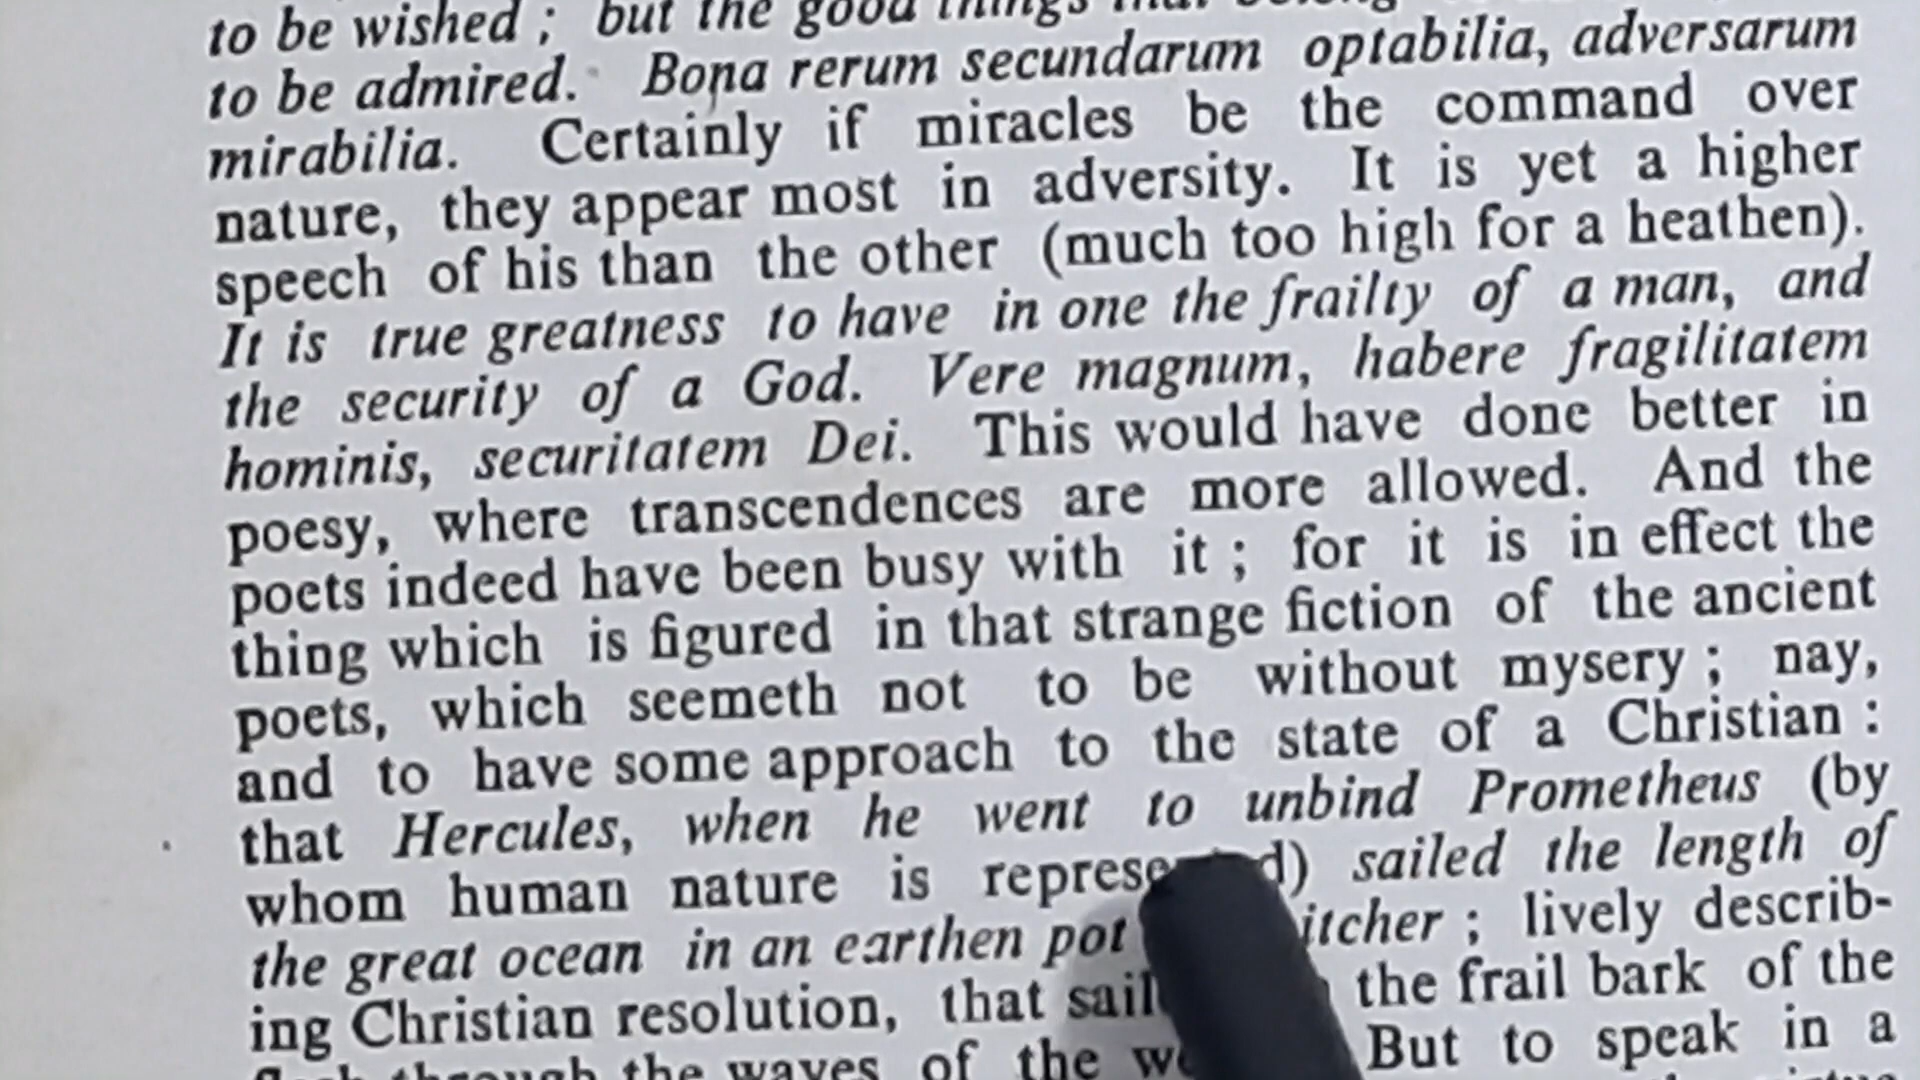 to be wished ; but the good things that belong
to be admired. Bona rerum secundarum optabilia, adversarum
mirabilia. Certainly if miracles be the command over
nature, they appear most in adversity. It is yet a higher
speech of his than the other (much too high for a heathen).
It is true greatness to have in one the frailty of a man, and
the security of a God. Vere magnum, habere fragilitatem
hominis, securitatem Dei. This would have done better in
poesy, where transcendences are more allowed. And the
poets indeed have been busy with it ; for it is in effect the
thing which is figured in that strange fiction of the ancient
poets, which seemeth not to be without mysery ; nay,
and to have some approach to the state of a Christian :
that Hercules, when he went to unbind Prometheus (by
whom human nature is represented) sailed the length of
the great ocean in an earthen pot itcher ; lively describ-
ing Christian resolution, that sail the frail bark of the
through the waves of the But to speak in a